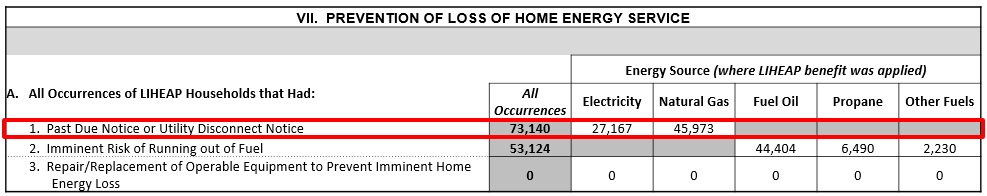 VII. PREVENTION OF LOSS OF HOME ENERGY SERVICE
Energy Source (where LIHEAP benefit was applied)
A. All Occurrences of LIHEAP Households that Had: All Occurrences Electricity Natural Gas Fuel Oil Propane Other Fuels
1. Past Due Notice or Utility Disconnect Notice 73,140 27,167 45,973
2. Imminent Risk of Running out of Fuel 53,124 44,404 6,490 2,230
3. Repair/Replacement of Operable Equipment to Prevent Imminent Home
Energy Loss 0 0 0 0 0 0